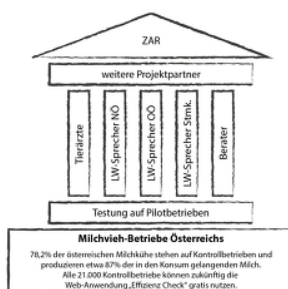 ZAR
weitere Projektpartner
Tierärzte
LW-Sprecher NÖ
LW-Sprecher OÖ
LW-Sprecher Stmk.
Berater
Testung auf Pilotbetrieben
Milchvieh-Betriebe Österreichs
78,2% der österreischen Milchkühe stehen auf Kontrollbetrieben und
produzieren etwa 87% der in den Konsum gelangenden Milch.
Alle 21.000 Kontrollbetriebe können zukünftig die
Web-Anwendung „Effizienz Check" gratis nutzen.